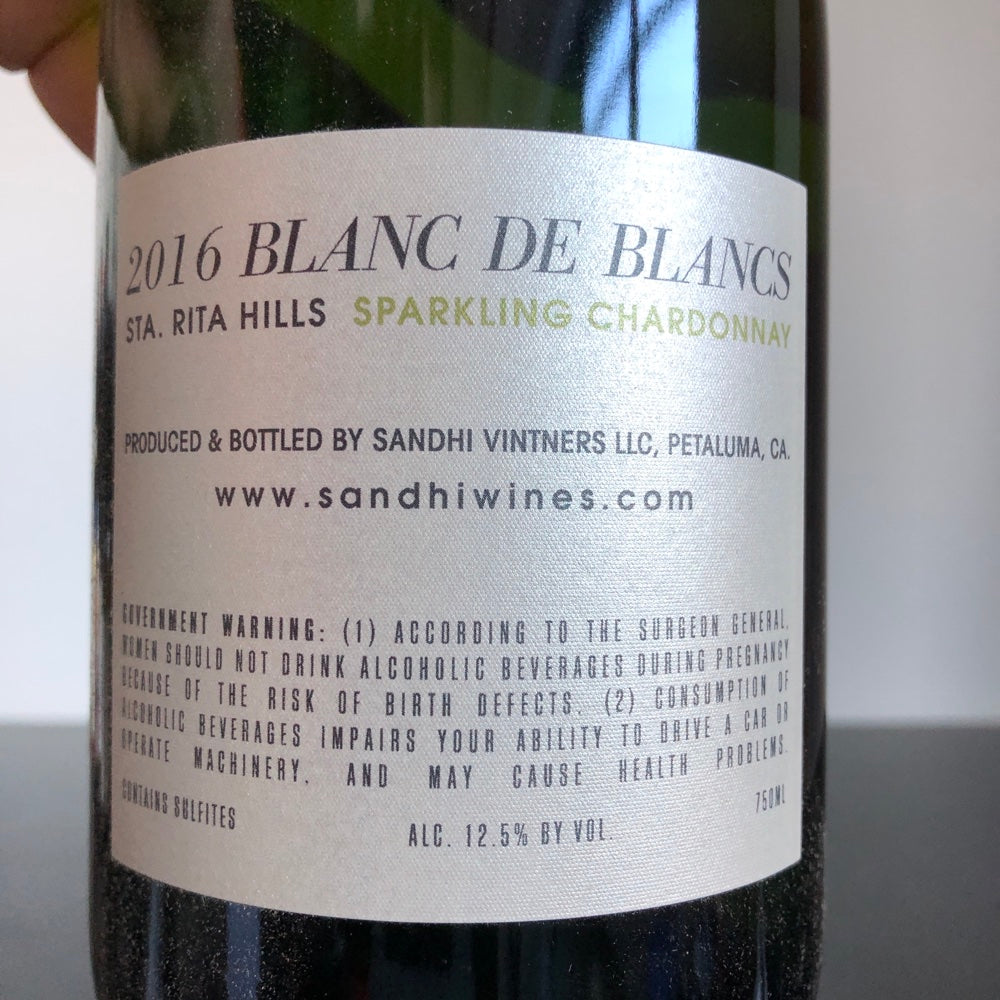 2016 BLANC DE BLANCS
STA. RITA HILLS SPARKLING CHARDONNAY
PRODUCED & BOTTLED BY SANDHI VINTNERS LLC, PETALUMA, CA.
www.sandhiwines.com
GOVERNMENT WARNING: (1) ACCORDING TO THE SURGEON GENERAL,
WOMEN SHOULD NOT DRINK ALCOHOLIC BEVERAGES DURING PREGNANCY
BECAUSE OF THE RISK OF BIRTH DEFECTS. (2) CONSUMPTION OF
ALCOHOLIC BEVERAGES IMPAIRS YOUR ABILITY TO DRIVE A CAR OR
OPERATE MACHINERY, AND MAY CAUSE HEALTH PROBLEMS.
CONTAINS SULFITES
ALC. 12.5% BY VOL.
750ML